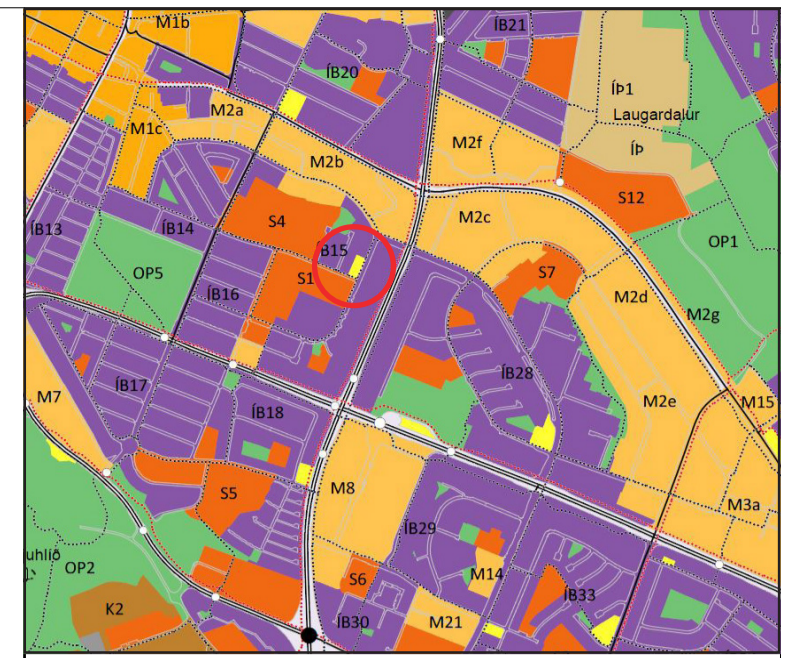 M1b
ÍB21
ÍB20
ÍÞ1
Laugardalur
M2a
M1c
M2f
ÍÞ
M2b
S12
S4
M2c
ÍB13
ÍB14
B15
OP1
OP5
S1
S7
ÍB16
M2d
M2g
ÍB17
ÍB28
M7
M2e
M15
ÍB18
M8
S5
M3a
ÍB29
uhlíð
OP2
S6
M14
ÍB33
K2
ÍB30
M21